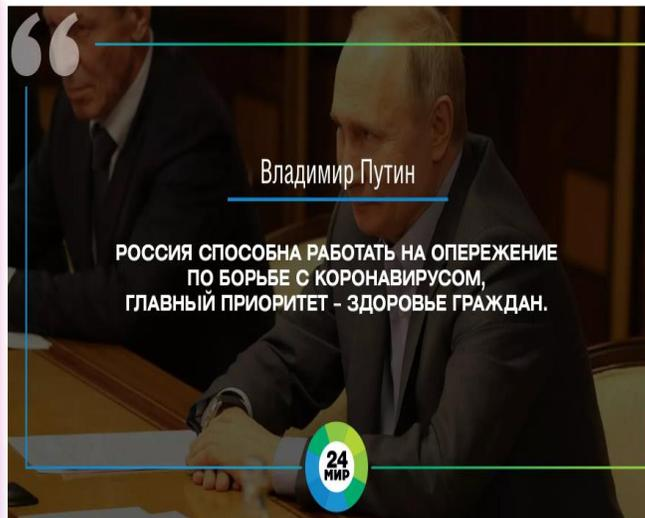 Владимир Путин
РОССИЯ СПОСОБНА РАБОТАТЬ НА ОПЕРЕЖЕНИЕ
ПО БОРЬБЕ С КОРОНАВИРУСОМ,
ГЛАВНЫЙ ПРИОРИТЕТ – ЗДОРОВЬЕ ГРАЖДАН.
24
МИР